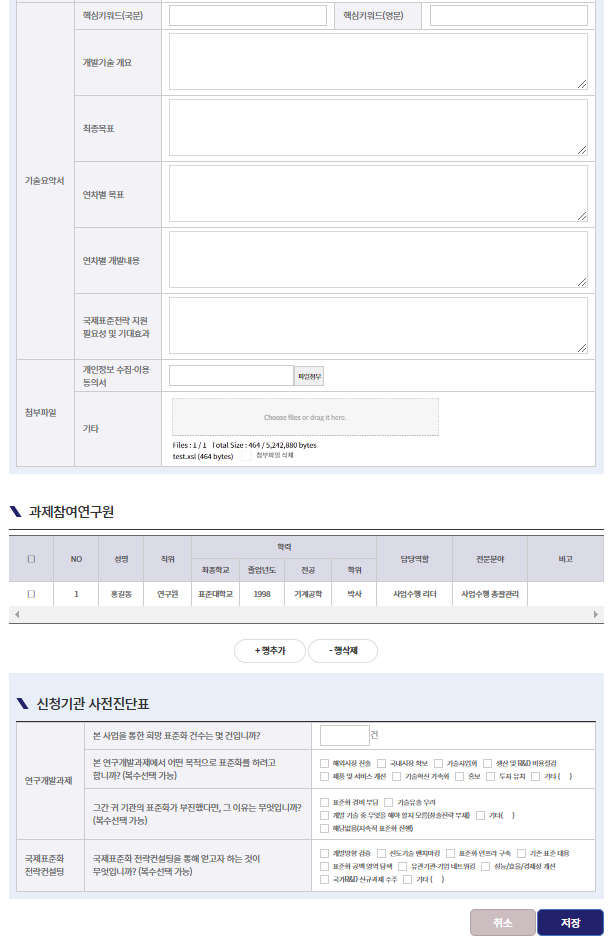 핵심키워드(국문)
핵심키워드(영문)
기술요약서
개발기술 개요
최종목표
연차별 목표
연차별 개발내용
국제표준전략 지원
필요성 및 기대효과
첨부파일
개인정보 수집·이용
동의서
파일첨부
기타
Choose files or drag it here.
Files : 1 / 1 Total Size : 464 / 5,242,880 bytes
test.xsl (464 bytes) 첨부파일 삭제
과제참여연구원
NO 성명 직위 학력 담당역할 전문분야 비고
최종학교 졸업년도 전공 학위
1 홍길동 연구원 표준대학교 1998 기계공학 박사 사업수행 리더 사업수행 총괄관리
+ 행추가 - 행삭제
신청기관 사전진단표
연구개발과제
본 사업을 통한 희망 표준화 건수는 몇 건입니까?
건
본 연구개발과제에서 어떤 목적으로 표준화를 하려고
합니까? (복수선택 가능)
해외시장 진출 국내시장 확보 기술사업화 생산 및 R&D 비용절감
제품 및 서비스 개선 기술혁신 가속화 홍보 투자 유치 기타 ( )
그간 귀 기관의 표준화가 부진했다면, 그 이유는 무엇입니까?
(복수선택 가능)
표준화 경비 부담 기술유출 우려
개발 기술 중 무엇을 해야 할지 모름(창출전략 부재) 기타( )
해당없음(지속적 표준화 진행)
국제표준화
전략컨설팅
국제표준화 전략컨설팅을 통해 얻고자 하는 것이
무엇입니까? (복수선택 가능)
개발방향 검증 선도기술 벤치마킹 표준화 인프라 구축 기존 표준 대응
표준화 공백 영역 탐색 유관기관·기업 네트워킹 성능/효율/경제성 개선
국가R&D 신규과제 수주 기타 ( )
취소 저장